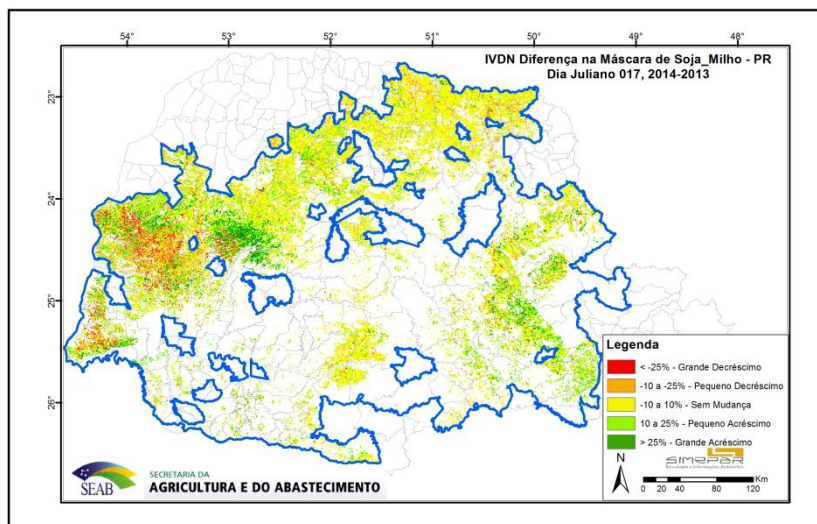 54° 53° 52° 51° 50° 49° 48°
IVDN Diferença na Máscara de Soja_Milho - PR
Dia Juliano 017, 2014-2013
23°
24°
25°
26°
Legenda
< -25% - Grande Decréscimo
-10 a -25% - Pequeno Decréscimo
-10 a 10% - Sem Mudança
10 a 25% - Pequeno Acréscimo
> 25% - Grande Acréscimo
SIMEPAR
N
Km
0 10 20 40 80 120
SEAB
SECRETARIA DA
AGRICULTURA E DO ABASTECIMENTO